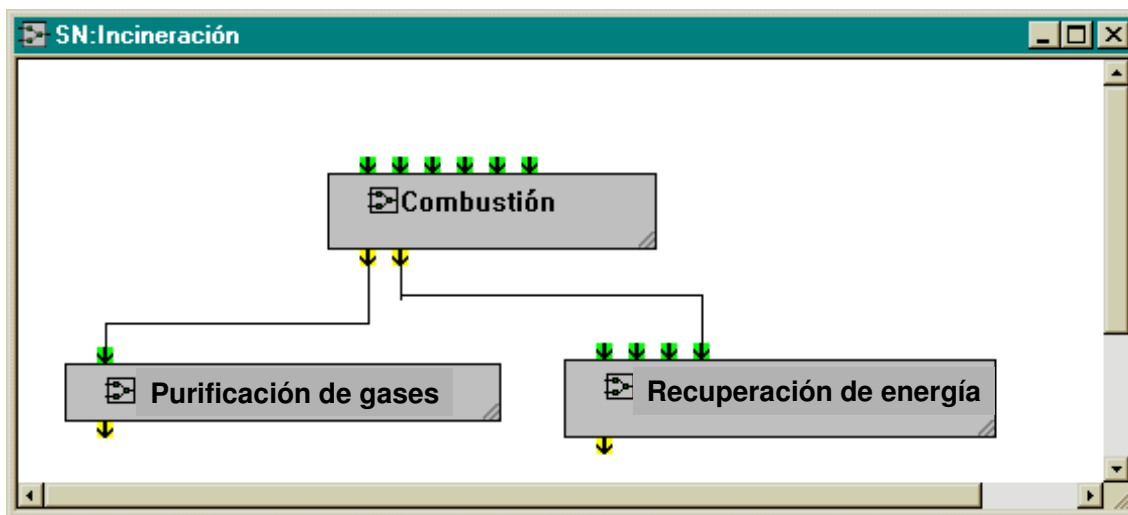 SN:Incineración
Combustión
Purificación de gases
Recuperación de energía